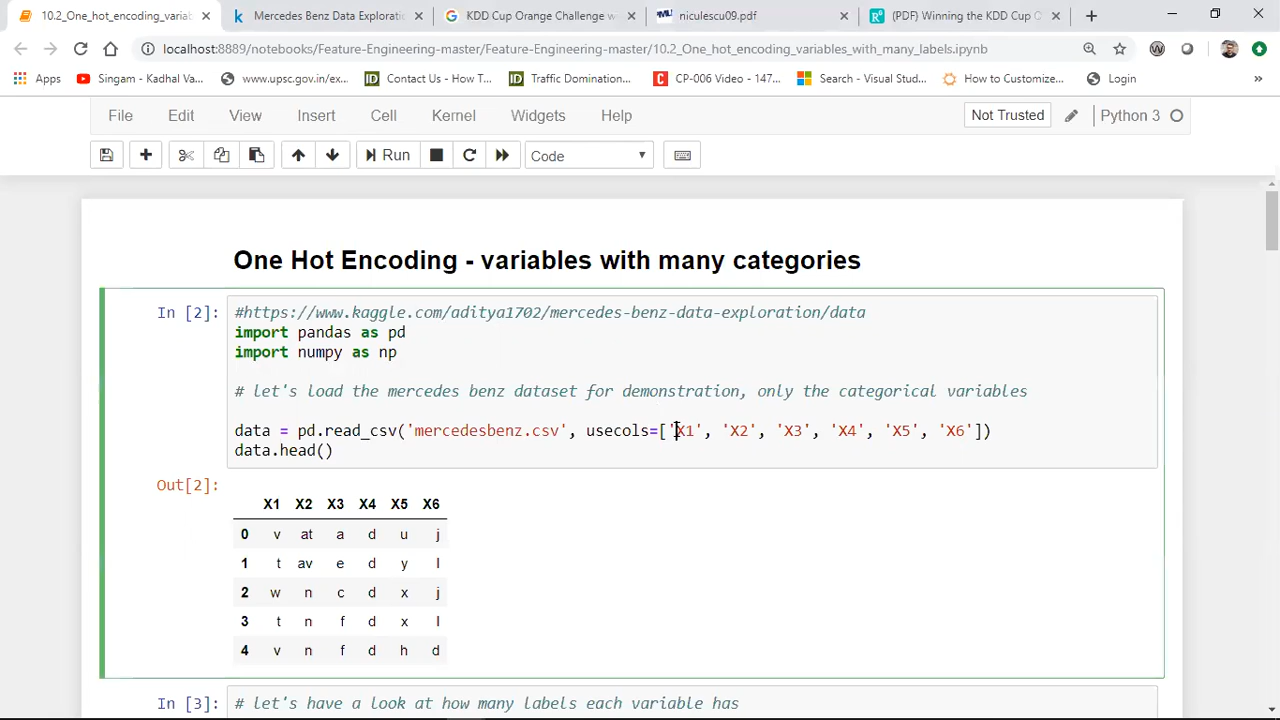 10.2_One_hot_encoding_variab
Mercedes Benz Data Explorat
KDD Cup Orange Challenge w
niculescu09.pdf
(PDF) Winning the KDD Cup O
localhost:8889/notebooks/Feature-Engineering-master/Feature-Engineering-master/10.2_One_hot_encoding_variables_with_many_labels.ipynb
Apps
Singam - Kadhal Va...
www.upsc.gov.in/ex...
Contact Us - How T...
Traffic Domination...
CP-006 Video - 147...
Search - Visual Stud...
How to Customize...
Login
»
File Edit View Insert Cell Kernel Widgets Help
Not Trusted
Python 3
Run
Code
One Hot Encoding - variables with many categories
In [2]:
#https://www.kaggle.com/aditya1702/mercedes-benz-data-exploration/data
import pandas as pd
import numpy as np
# let's load the mercedes benz dataset for demonstration, only the categorical variables
data = pd.read_csv('mercedesbenz.csv', usecols=['X1', 'X2', 'X3', 'X4', 'X5', 'X6'])
data.head()
Out[2]:
X1 X2 X3 X4 X5 X6
0 v at a d u j
1 t av e d y l
2 w n c d x j
3 t n f d x l
4 v n f d h d
In [3]:
# let's have a look at how many labels each variable has